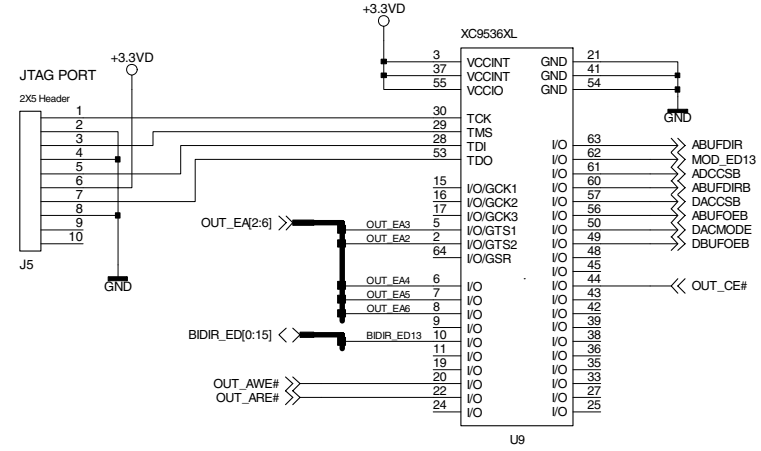 +3.3VD
XC9536XL
+3.3VD
JTAG PORT
2X5 Header
1
2
3
4
5
6
7
8
9
10
J5
GND
3 VCCINT GND 21
37 VCCINT GND 41
55 VCCIO GND 54
GND
30 TCK
29 TMS
28 TDI
53 TDO
I/O 63 ABUFDIR
I/O 62 MOD_ED13
I/O 61 ADCCSB
15 I/O/GCK1 I/O 60 ABUFDIRB
16 I/O/GCK2 I/O 57 DACCSB
17 I/O/GCK3 I/O 56 ABUFOEB
OUT_EA[2:6] OUT_EA3 5 I/O/GTS1 I/O 50 DACMODE
OUT_EA2 2 I/O/GTS2 I/O 49 DBUFOEB
64 I/O/GSR I/O 48
I/O 45
OUT_EA4 6 I/O I/O 44 OUT_CE#
OUT_EA5 7 I/O I/O 43
OUT_EA6 8 I/O I/O 42
9 I/O I/O 39
BIDIR_ED[0:15] BIDIR_ED13 10 I/O I/O 38
11 I/O I/O 36
19 I/O I/O 35
OUT_AWE# 20 I/O I/O 33
OUT_ARE# 22 I/O I/O 27
24 I/O I/O 25
U9